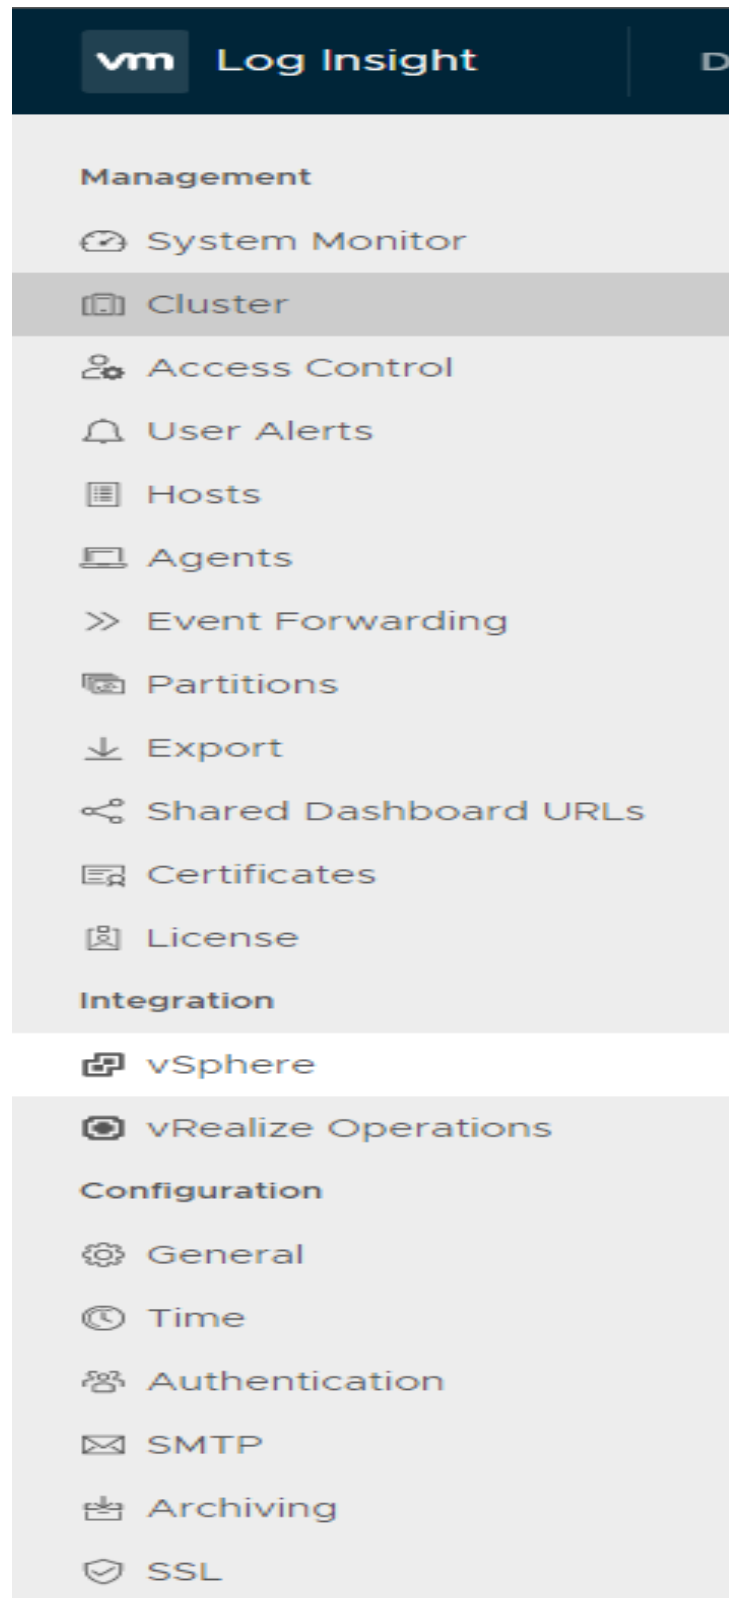 vm Log Insight D
Management
System Monitor
Cluster
Access Control
User Alerts
Hosts
Agents
Event Forwarding
Partitions
Export
Shared Dashboard URLs
Certificates
License
Integration
vSphere
vRealize Operations
Configuration
General
Time
Authentication
SMTP
Archiving
SSL